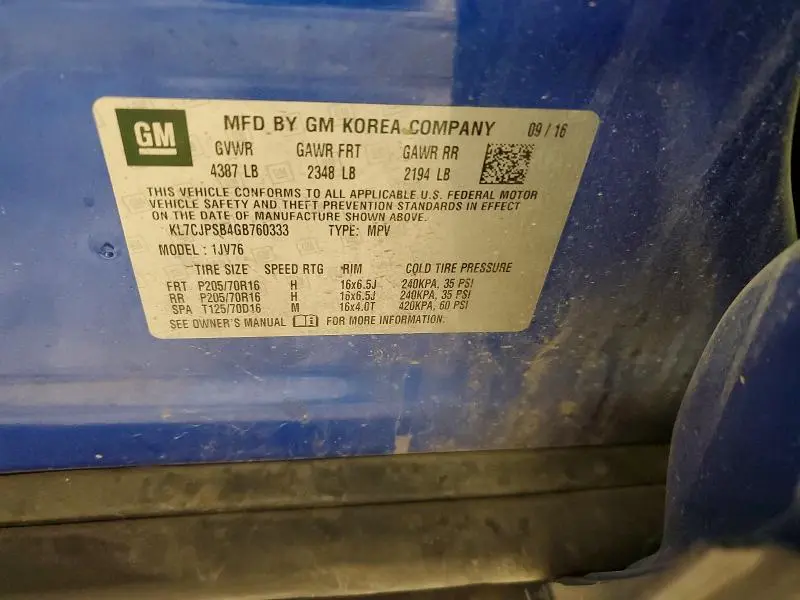 GM MFD BY GM KOREA COMPANY 09 / 16
GVWR GAWR FRT GAWR RR
4387 LB 2348 LB 2194 LB
THIS VEHICLE CONFORMS TO ALL APPLICABLE U.S. FEDERAL MOTOR
VEHICLE SAFETY AND THEFT PREVENTION STANDARDS IN EFFECT
ON THE DATE OF MANUFACTURE SHOWN ABOVE.
KL7CJPSB4GB760333 TYPE: MPV
MODEL : 1JV76
TIRE SIZE SPEED RTG RIM COLD TIRE PRESSURE
FRT P205/70R16 H 16x6.5J 240KPA, 35 PSI
RR P205/70R16 H 16x6.5J 240KPA, 35 PSI
SPA T125/70D16 M 16x4.0T 420KPA, 60 PSI
SEE OWNER'S MANUAL FOR MORE INFORMATION.